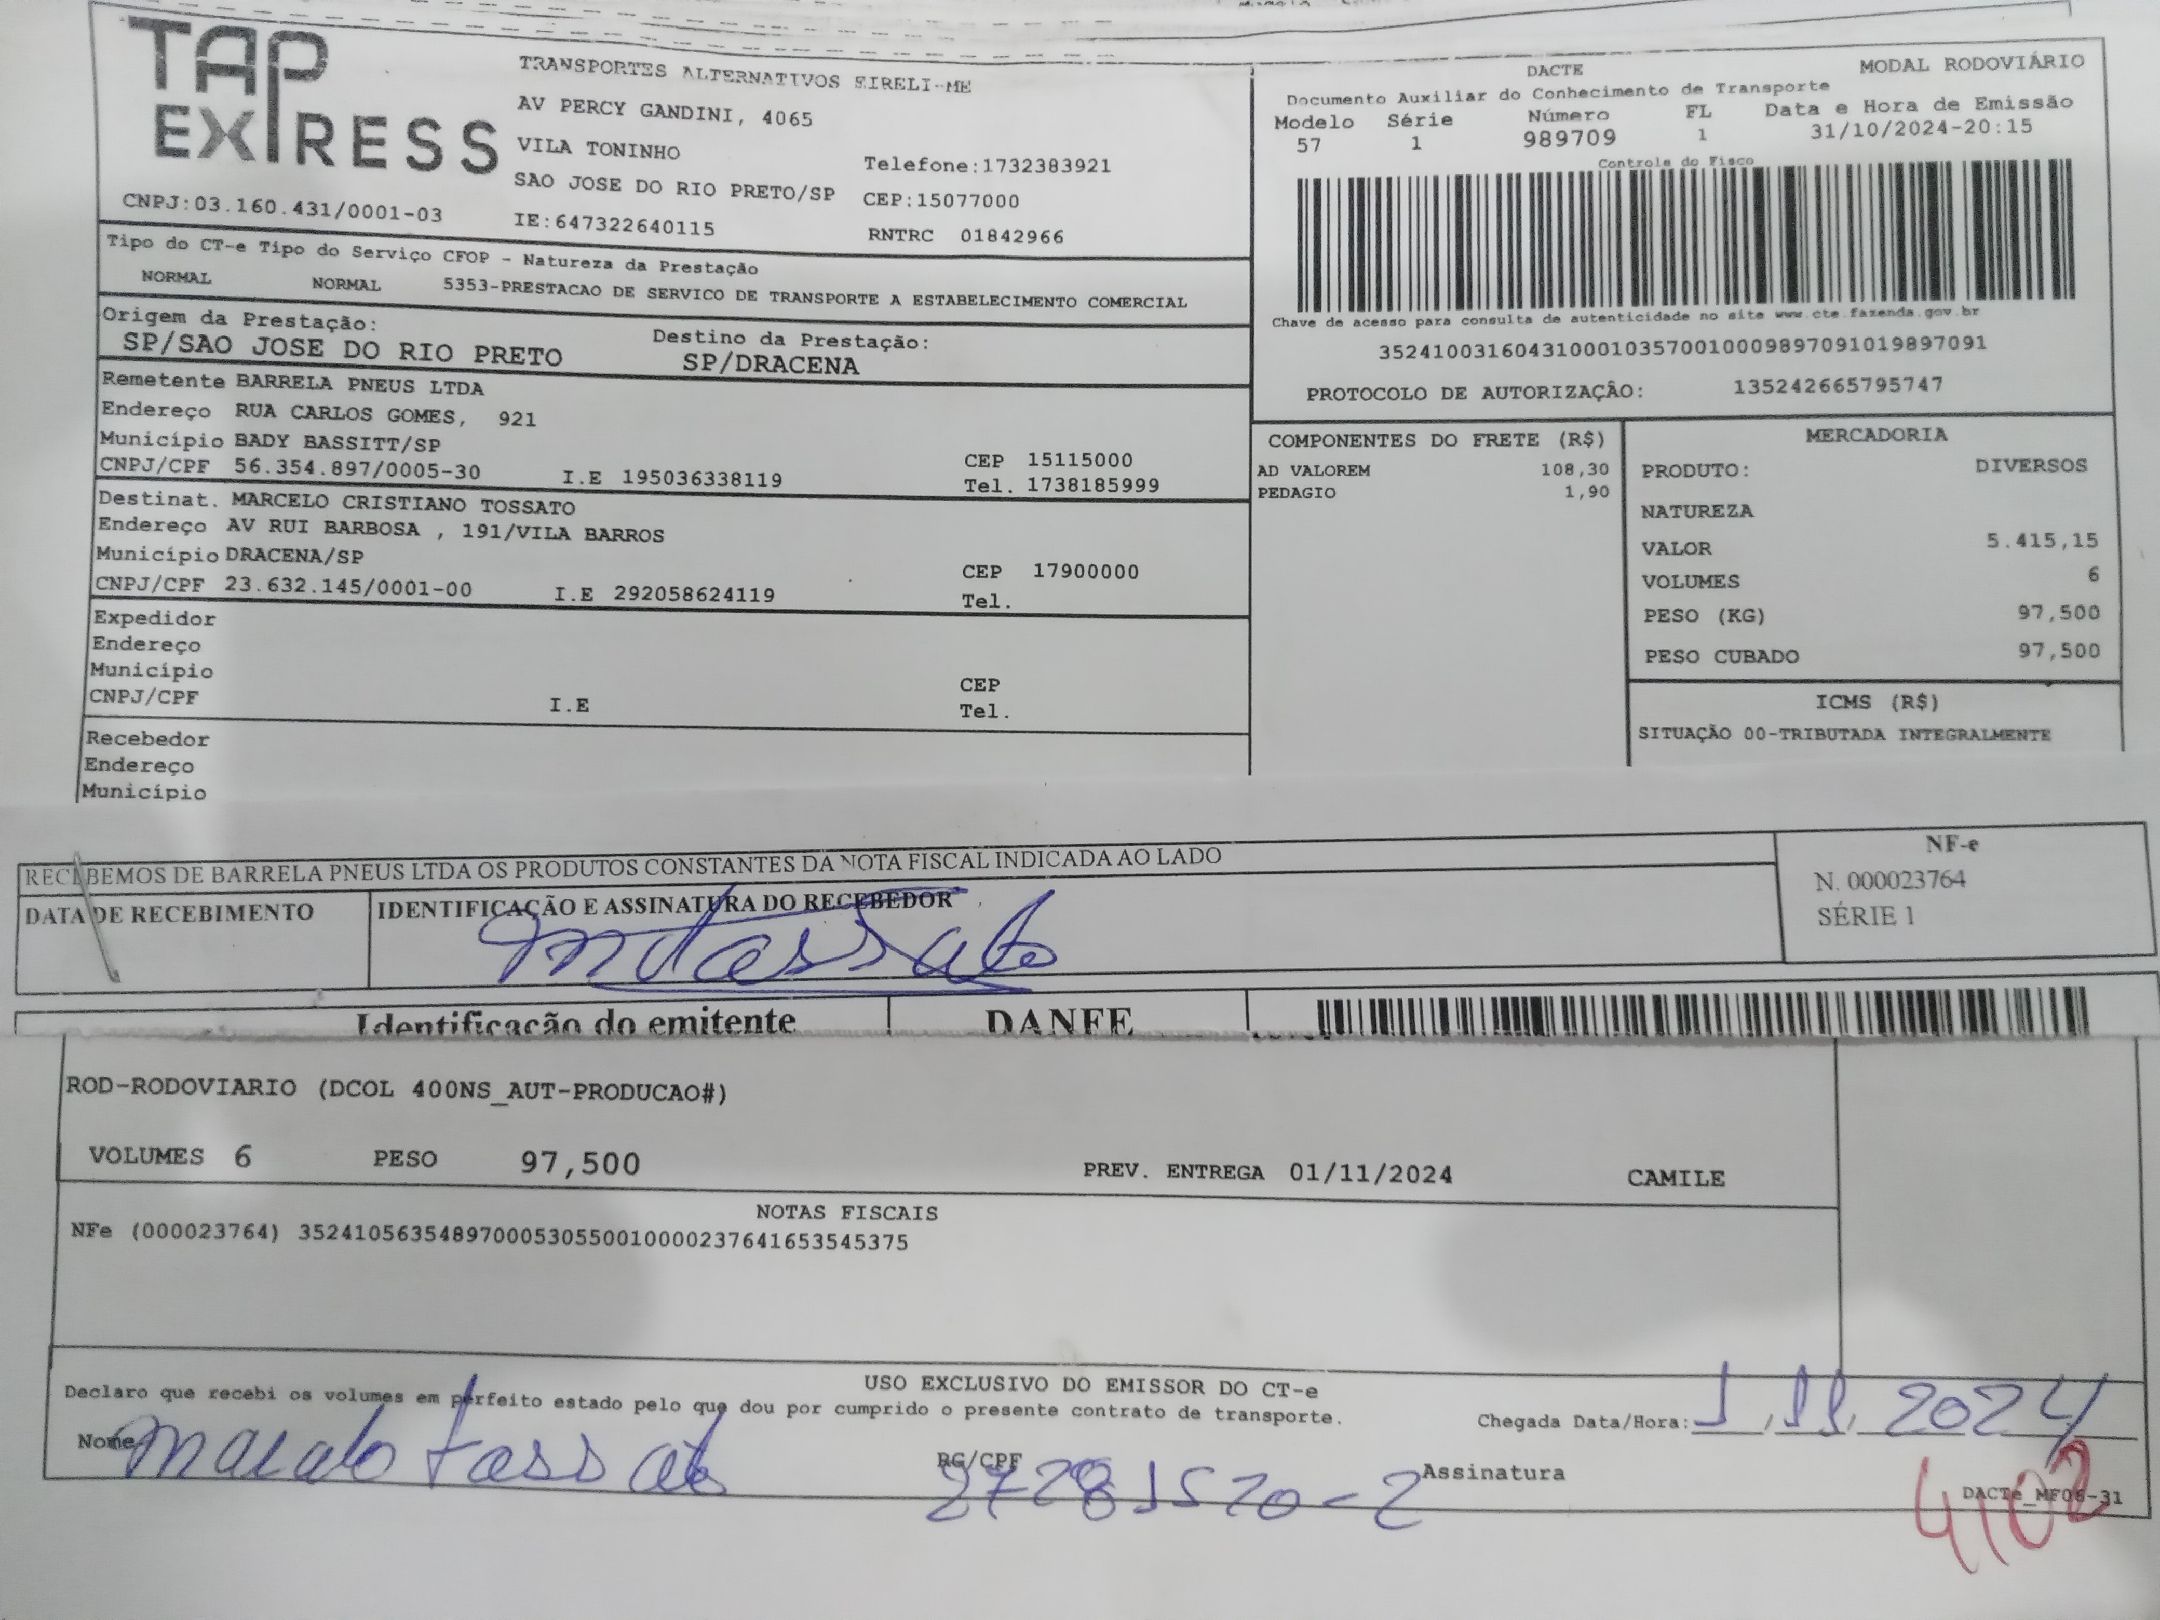 TAP
EXPRESS
TRANSPORTES ALTERNATIVOS EIRELI-ME
AV PERCY GANDINI, 4065
VILA TONINHO
Telefone:1732383921
SAO JOSE DO RIO PRETO/SP CEP:15077000
CNPJ:03.160.431/0001-03 IE:647322640115 RNTRC 01842966
DACTE MODAL RODOVIÁRIO
Documento Auxiliar do Conhecimento de Transporte
Modelo Série Número FL Data e Hora de Emissão
57 1 989709 1 31/10/2024-20:15
Controle do Fisco
Chave de acesso para consulta de autenticidade no site www.cte.fazenda.gov.br
35241003160431000103570010009897091019897091
PROTOCOLO DE AUTORIZAÇÃO: 135242665795747
Tipo do CT-e Tipo do Serviço CFOP - Natureza da Prestação
NORMAL NORMAL 5353-PRESTACAO DE SERVICO DE TRANSPORTE A ESTABELECIMENTO COMERCIAL
Origem da Prestação: Destino da Prestação:
SP/SAO JOSE DO RIO PRETO SP/DRACENA
Remetente BARRELA PNEUS LTDA
Endereço RUA CARLOS GOMES, 921
Município BADY BASSITT/SP CEP 15115000
CNPJ/CPF 56.354.897/0005-30 I.E 195036338119 Tel. 1738185999
Destinat. MARCELO CRISTIANO TOSSATO
Endereço AV RUI BARBOSA , 191/VILA BARROS
Município DRACENA/SP CEP 17900000
CNPJ/CPF 23.632.145/0001-00 I.E 292058624119 Tel.
Expedidor
Endereço
Município CEP
CNPJ/CPF I.E Tel.
Recebedor
Endereço
Município
COMPONENTES DO FRETE (R$)
AD VALOREM 108,30
PEDAGIO 1,90
MERCADORIA
PRODUTO: DIVERSOS
NATUREZA
VALOR 5.415,15
VOLUMES 6
PESO (KG) 97,500
PESO CUBADO 97,500
ICMS (R$)
SITUAÇÃO 00-TRIBUTADA INTEGRALMENTE
RECEBEMOS DE BARRELA PNEUS LTDA OS PRODUTOS CONSTANTES DA NOTA FISCAL INDICADA AO LADO
DATA DE RECEBIMENTO IDENTIFICAÇÃO E ASSINATURA DO RECEBEDOR
NF-e
N. 000023764
SÉRIE 1
Identificação do emitente DANFE
ROD-RODOVIARIO (DCOL 400NS_AUT-PRODUCAO#)
VOLUMES 6 PESO 97,500 PREV. ENTREGA 01/11/2024 CAMILE
NOTAS FISCAIS
NFe (000023764) 35241056354897000530550010000237641653545375
USO EXCLUSIVO DO EMISSOR DO CT-e
Declaro que recebi os volumes em perfeito estado pelo que dou por cumprido o presente contrato de transporte.
Chegada Data/Hora: 1/11/2024
Nome Marcelo Tossato RG/CPF Assinatura
DACTe_MF06-31